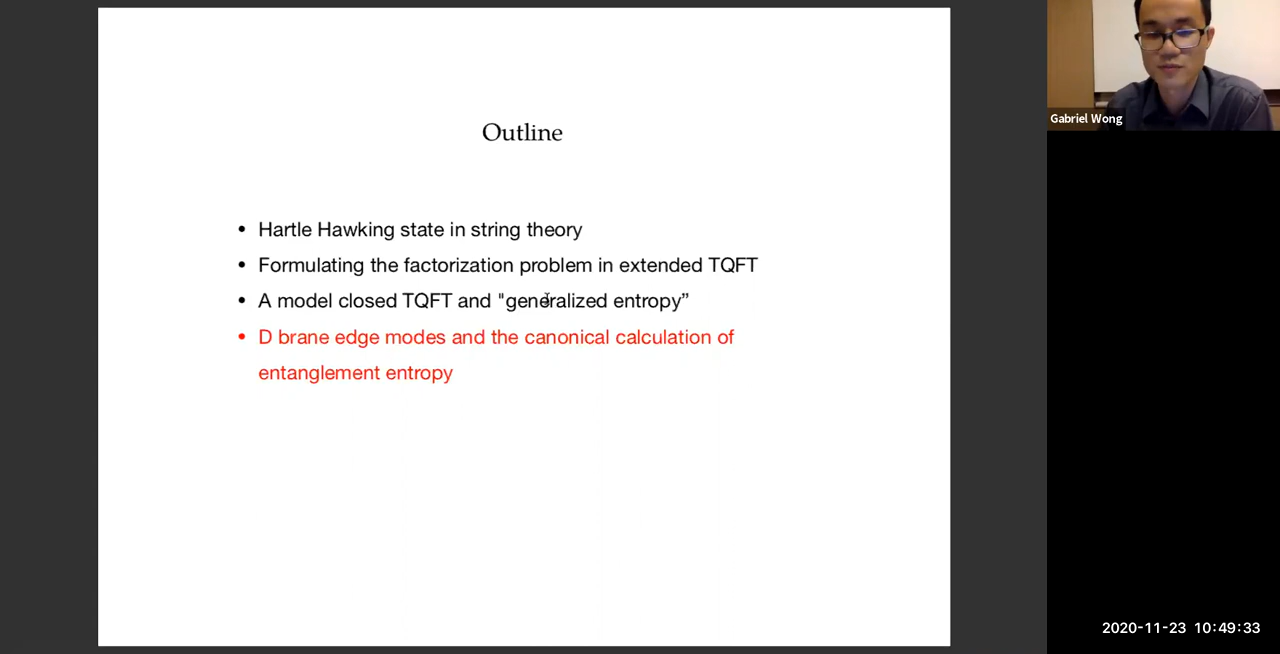 Outline
• Hartle Hawking state in string theory
• Formulating the factorization problem in extended TQFT
• A model closed TQFT and "generalized entropy”
• D brane edge modes and the canonical calculation of
entanglement entropy
Gabriel Wong
2020-11-23 10:49:33